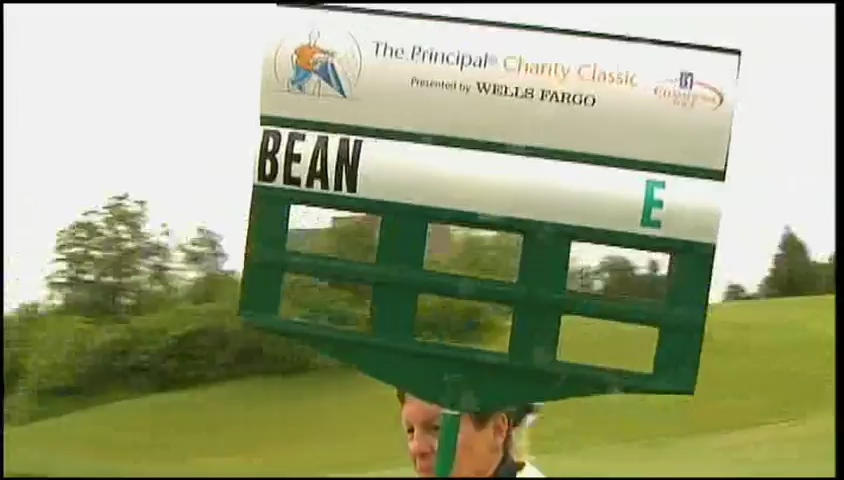 The Principal® Charity Classic
Presented by WELLS FARGO
BEAN E